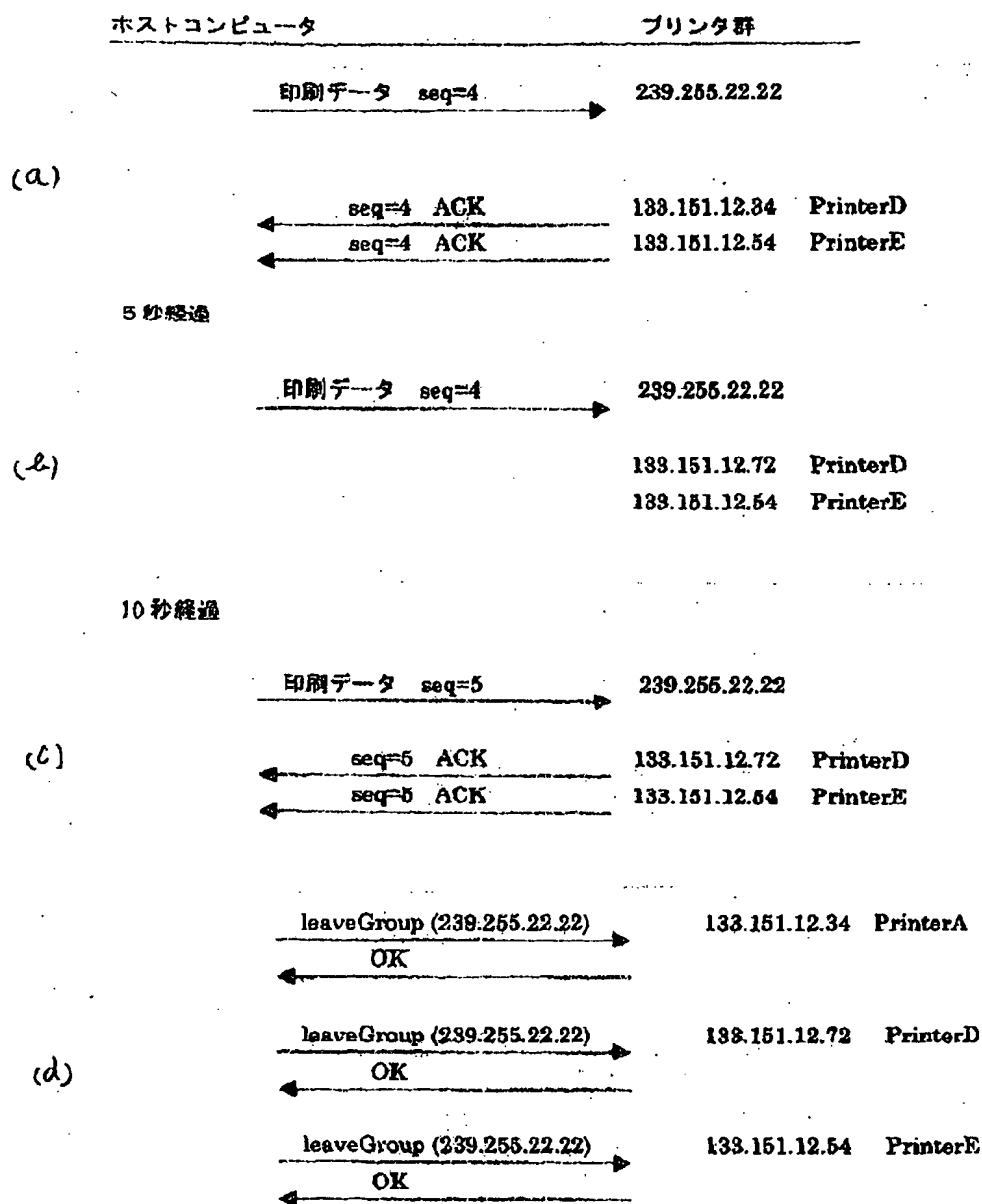 ホストコンピュータ プリンタ群
印刷データ seq=4 239.255.22.22
(a)
seq=4 ACK 133.151.12.34 PrinterD
seq=4 ACK 133.151.12.54 PrinterE
5秒経過
印刷データ seq=4 239.255.22.22
(b)
133.151.12.72 PrinterD
133.151.12.54 PrinterE
10秒経過
印刷データ seq=5 239.255.22.22
(c)
seq=5 ACK 133.151.12.72 PrinterD
seq=5 ACK 133.151.12.54 PrinterE
leaveGroup (239.255.22.22) 133.151.12.34 PrinterA
OK
leaveGroup (239.255.22.22) 133.151.12.72 PrinterD
(d)
OK
leaveGroup (239.255.22.22) 133.151.12.54 PrinterE
OK